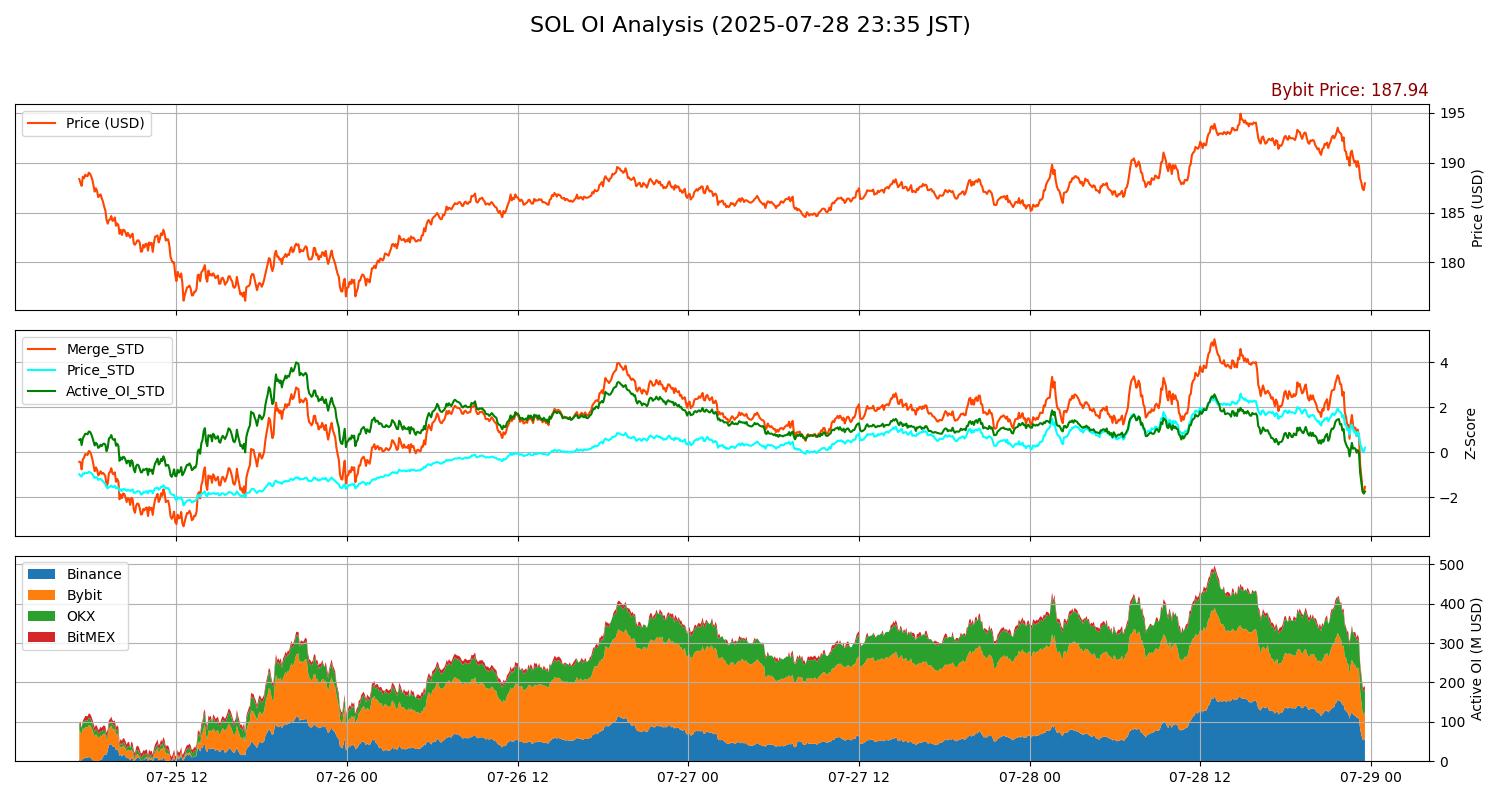 SOL OI Analysis (2025-07-28 23:35 JST)
Bybit Price: 187.94
Price (USD)
195
190
185
180
Price (USD)
Merge_STD
Price_STD
Active_OI_STD
4
2
0
−2
Z-Score
Binance
Bybit
OKX
BitMEX
500
400
300
200
100
0
Active OI (M USD)
07-25 12
07-26 00
07-26 12
07-27 00
07-27 12
07-28 00
07-28 12
07-29 00